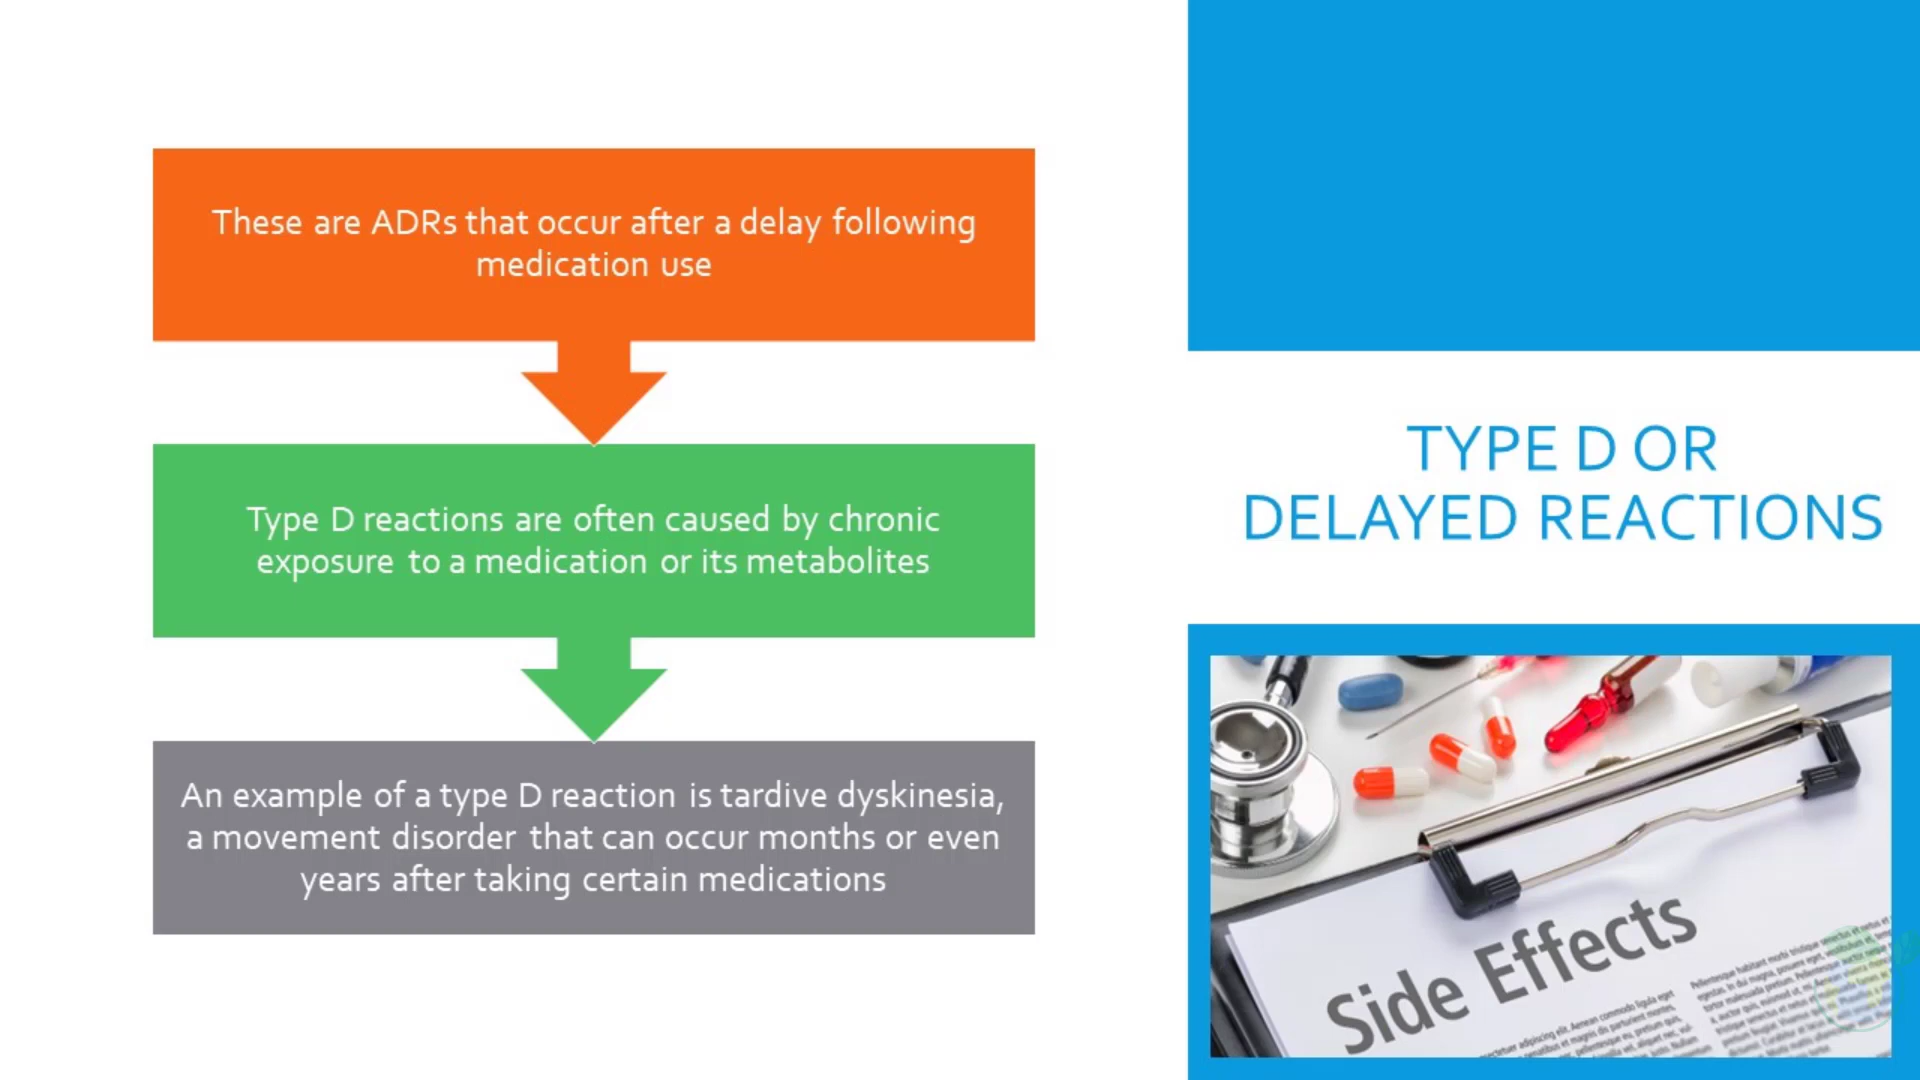 These are ADRs that occur after a delay following
medication use
Type D reactions are often caused by chronic
exposure to a medication or its metabolites
An example of a type D reaction is tardive dyskinesia,
a movement disorder that can occur months or even
years after taking certain medications
TYPE D OR
DELAYED REACTIONS
Side Effects